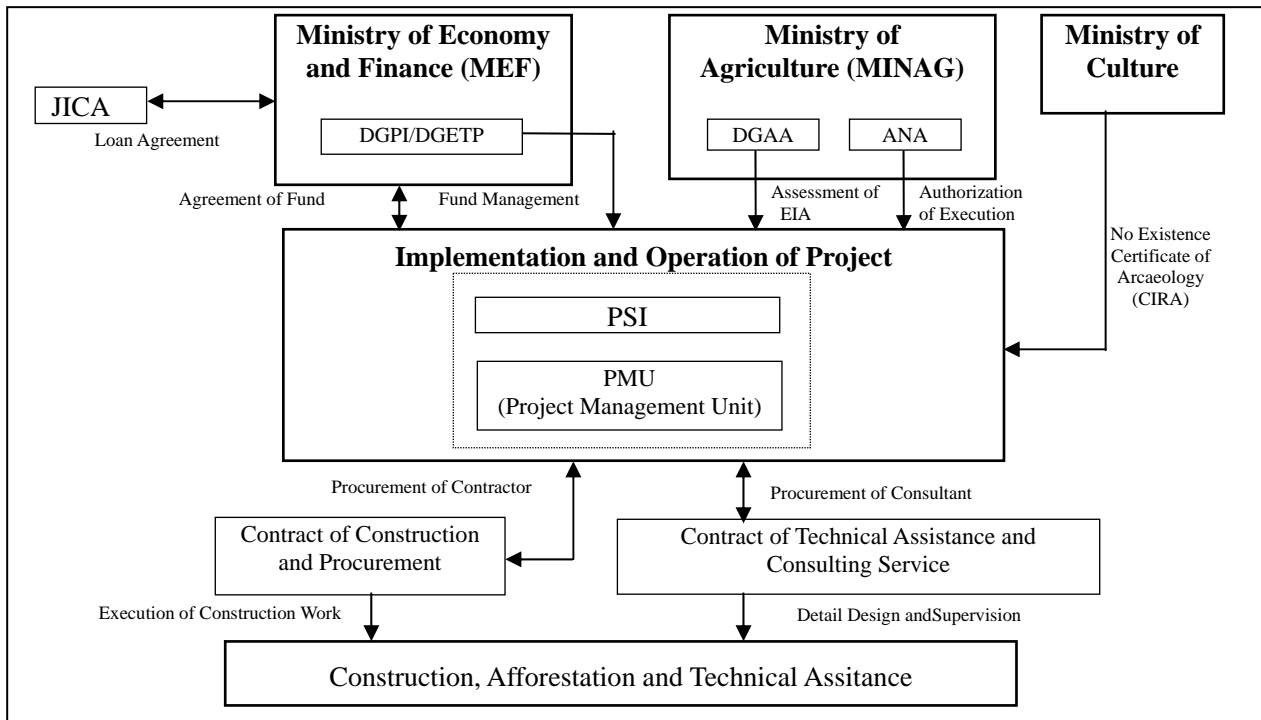 Ministry of Economy
and Finance (MEF)
Ministry of
Agriculture (MINAG)
Ministry of
Culture
JICA
Loan Agreement
DGPI/DGETP
DGAA
ANA
Agreement of Fund
Fund Management
Assessment of
EIA
Authorization
of Execution
No Existence
Certificate of
Arcaeology
(CIRA)
Implementation and Operation of Project
PSI
PMU
(Project Management Unit)
Procurement of Contractor
Procurement of Consultant
Contract of Construction
and Procurement
Contract of Technical Assistance and
Consulting Service
Execution of Construction Work
Detail Design andSupervision
Construction, Afforestation and Technical Assitance